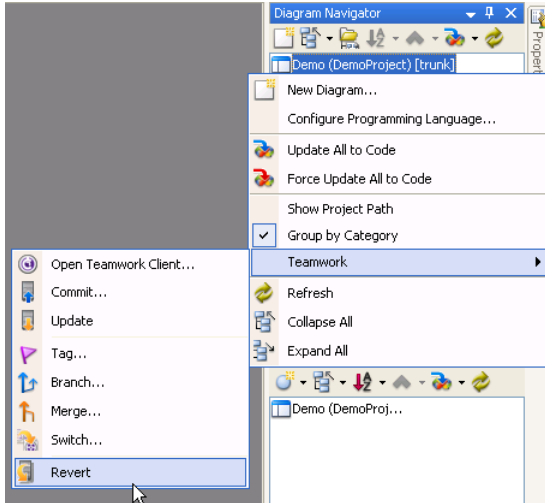 Diagram Navigator
Demo (DemoProject) [trunk]
Propert
New Diagram...
Configure Programming Language...
Update All to Code
Force Update All to Code
Show Project Path
Group by Category
Teamwork
Refresh
Collapse All
Expand All
Open Teamwork Client...
Commit...
Update
Tag...
Branch...
Merge...
Switch...
Revert
Demo (DemoProj...